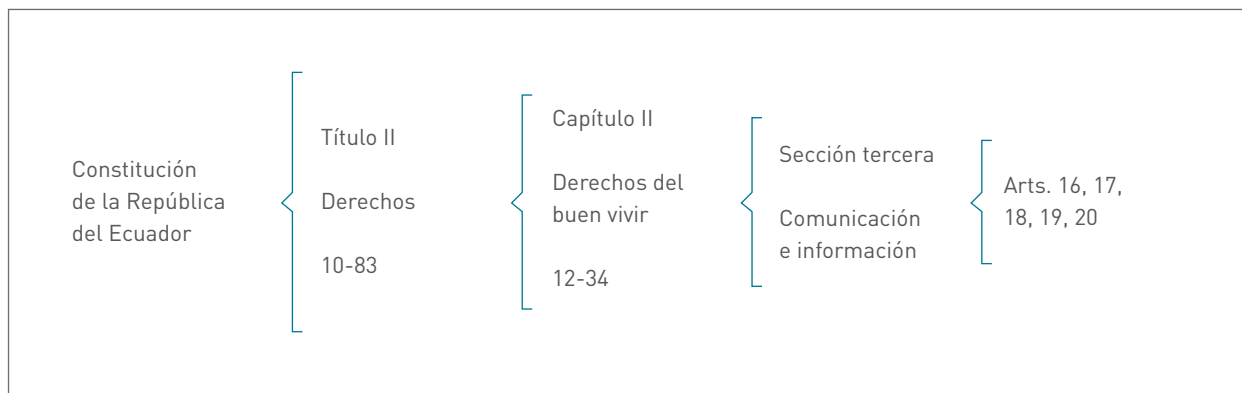 Constitución
de la República
del Ecuador
Título II
Derechos
10-83
Capítulo II
Derechos del
buen vivir
12-34
Sección tercera
Comunicación
e información
Arts. 16, 17,
18, 19, 20